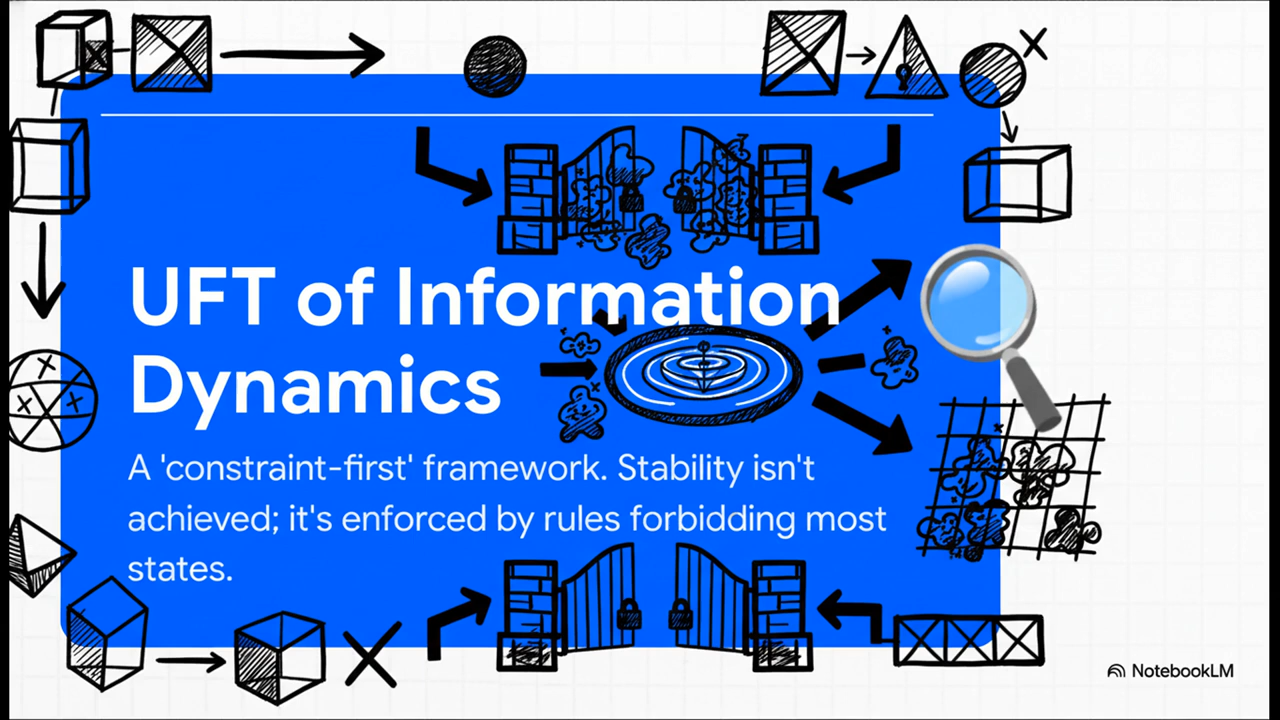 UFT of Information
Dynamics
A 'constraint-first' framework. Stability isn't
achieved; it's enforced by rules forbidding most
states.
NotebookLM